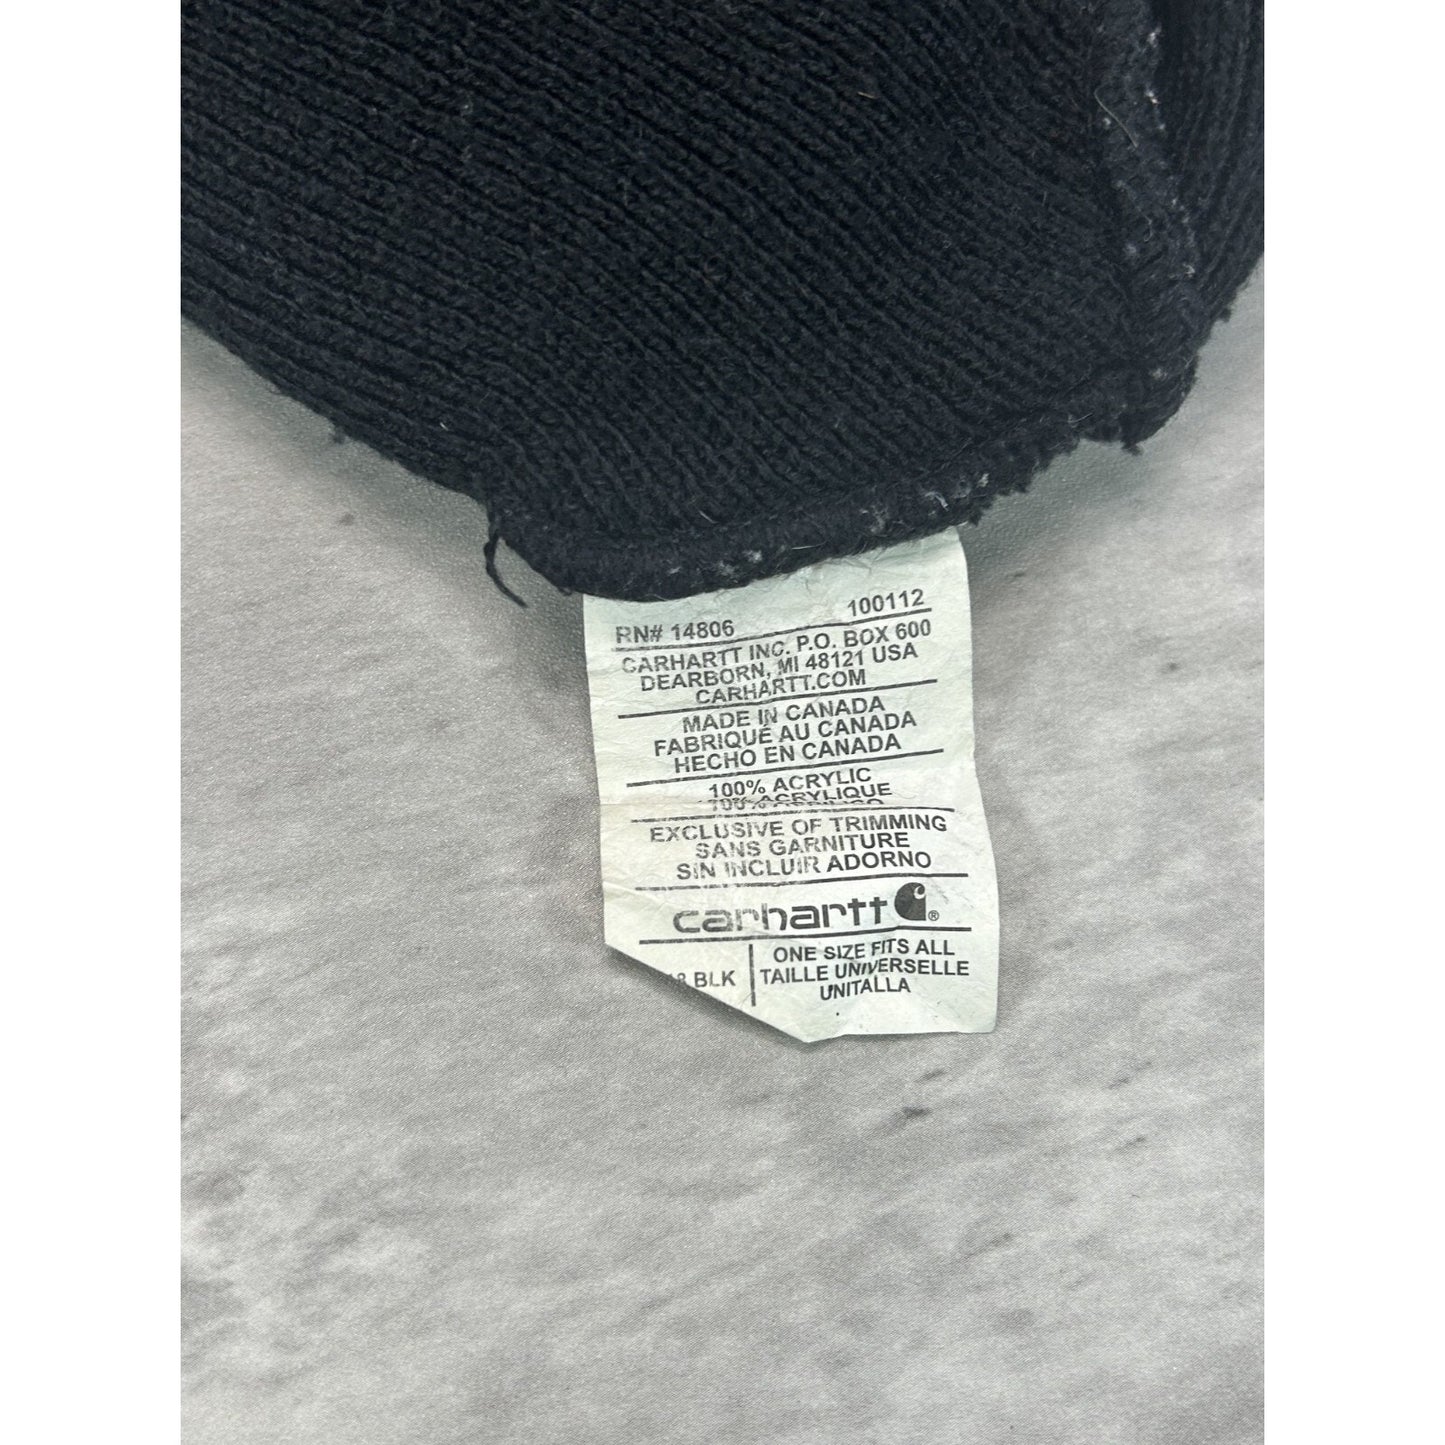 RN# 14806 100112
CARHARTT INC. P.O. BOX 600
DEARBORN, MI 48121 USA
CARHARTT.COM
MADE IN CANADA
FABRIQUÉ AU CANADA
HECHO EN CANADA
100% ACRYLIC
100% ACRYLIQUE
EXCLUSIVE OF TRIMMING
SANS GARNITURE
SIN INCLUIR ADORNO
carhartt ®
BLK
ONE SIZE FITS ALL
TAILLE UNIVERSELLE
UNITALLA